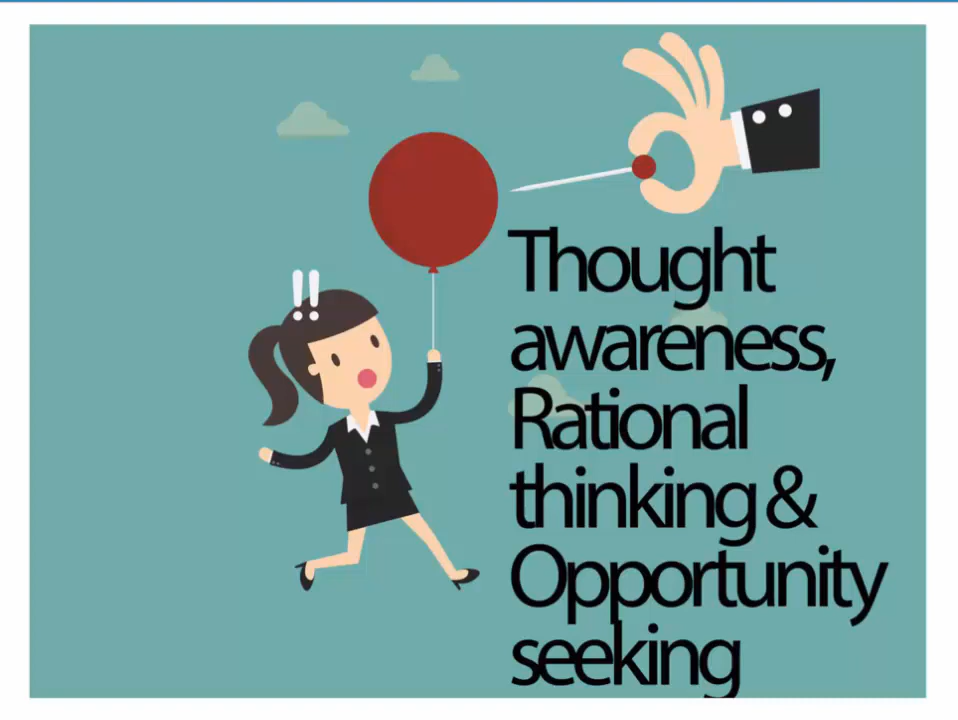 Thought
awareness,
Rational
thinking &
Opportunity
seeking